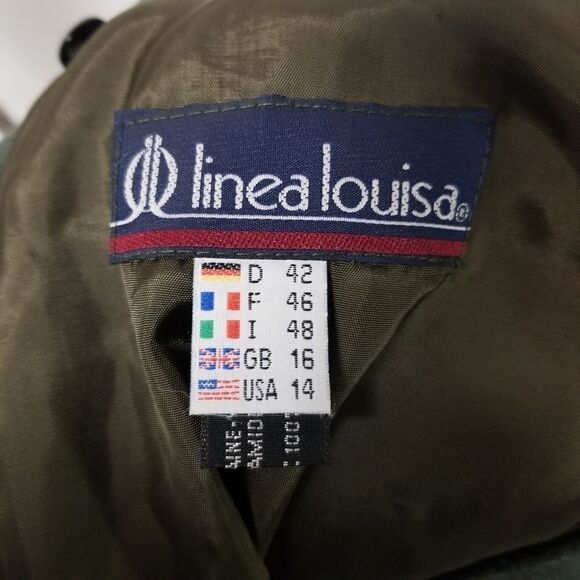 linea louisa®
D 42
F 46
I 48
GB 16
USA 14